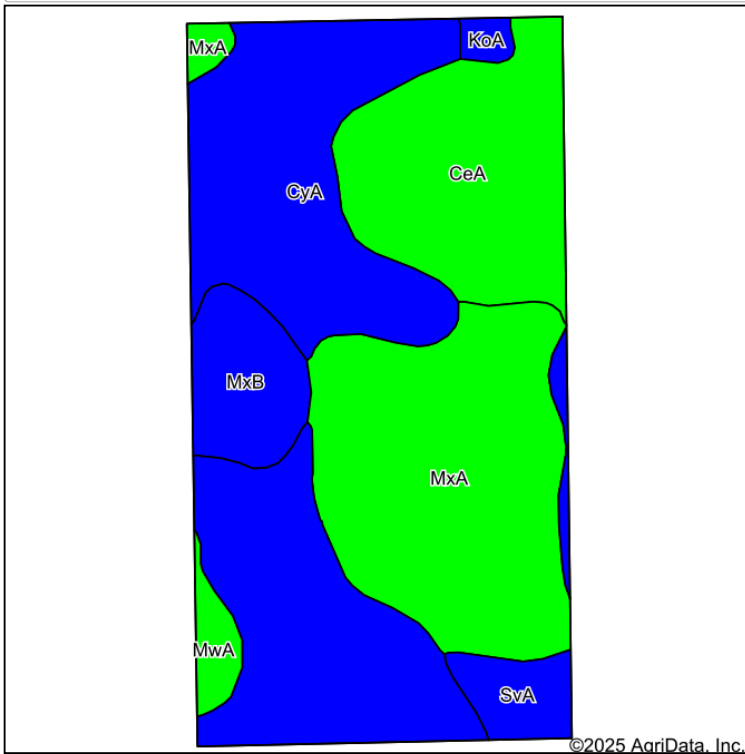 MxA
KoA
CeA
CyA
MxB
MxA
MwA
SvA
©2025 AgriData, Inc.